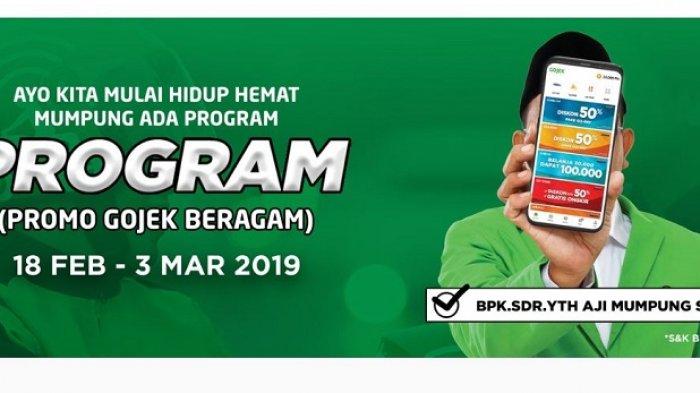 AYO KITA MULAI HIDUP HEMAT
MUMPUNG ADA PROGRAM
PROGRAM
(PROMO GOJEK BERAGAM)
18 FEB - 3 MAR 2019
GOJEK
DISKON 50%
DISKON 50%
BELANJA 50.000
DAPAT 100.000
DISKON 50%
+ GRATIS ONGKIR
BPK.SDR.YTH AJI MUMPUNG S
*S&K B